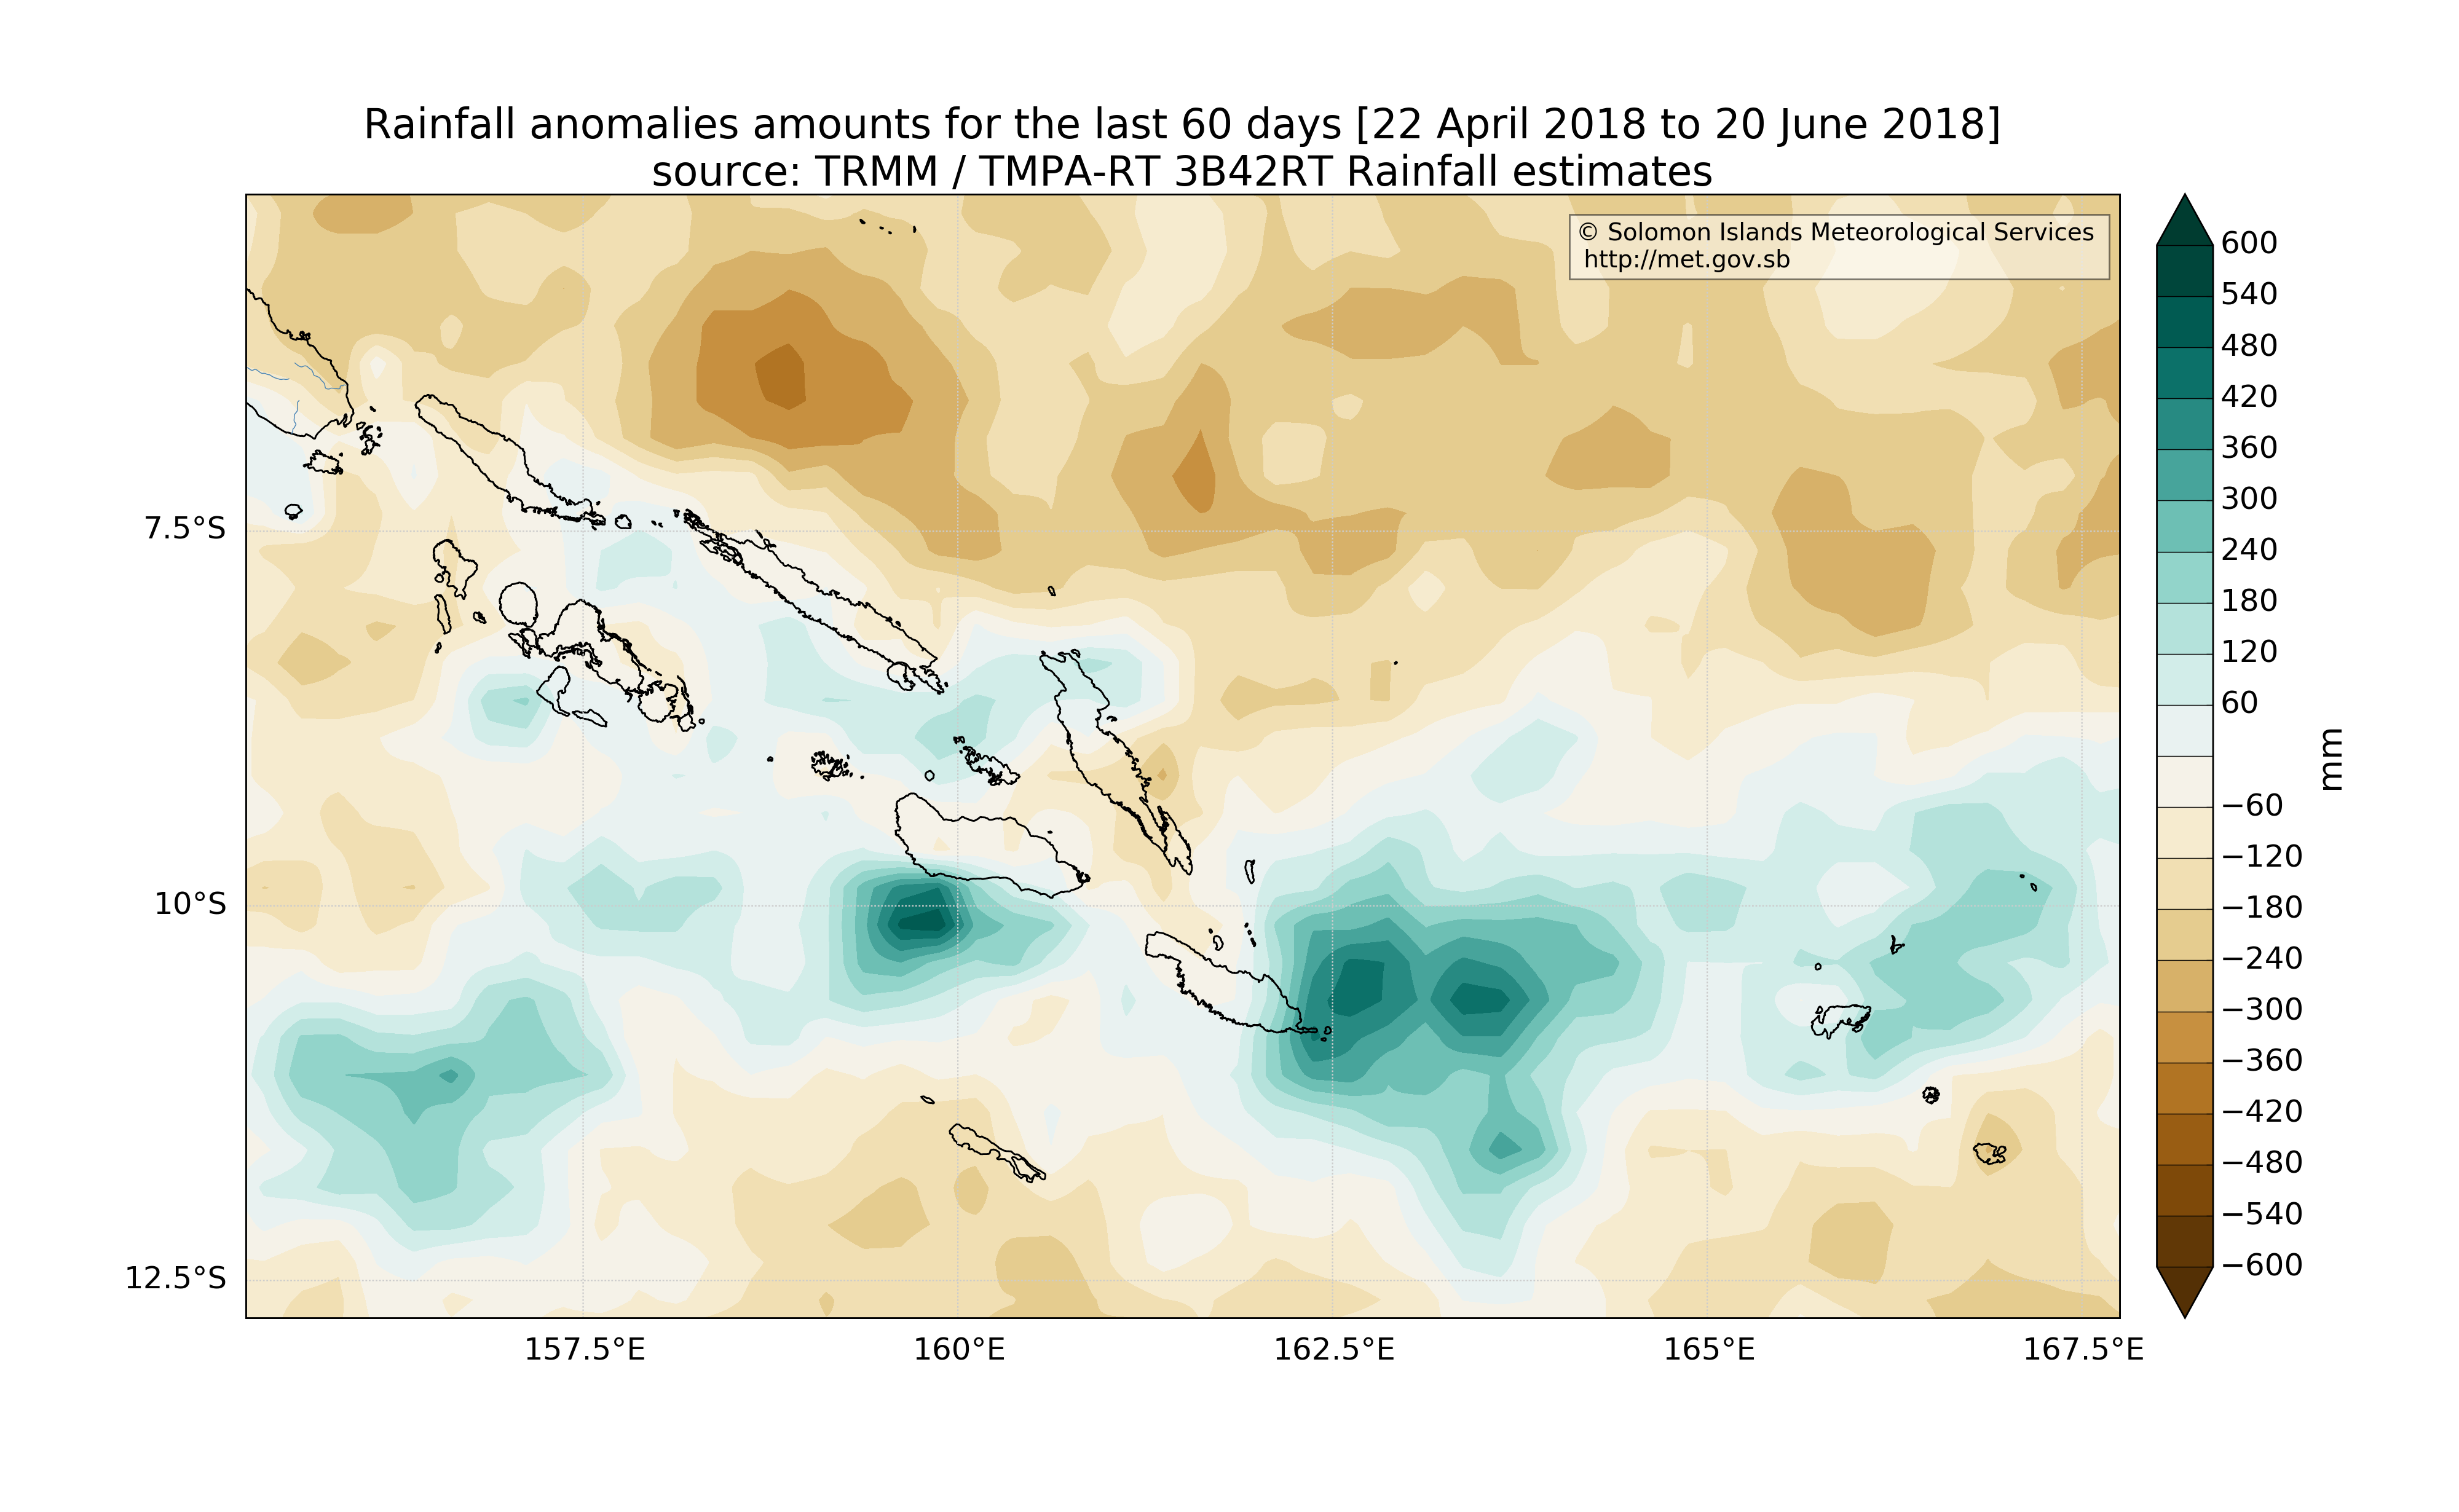 Rainfall anomalies amounts for the last 60 days [22 April 2018 to 20 June 2018]
source: TRMM / TMPA-RT 3B42RT Rainfall estimates
© Solomon Islands Meteorological Services
http://met.gov.sb
600
540
480
420
360
300
240
180
120
60
−60
−120
−180
−240
−300
−360
−420
−480
−540
−600
mm
7.5°S
10°S
12.5°S
157.5°E
160°E
162.5°E
165°E
167.5°E